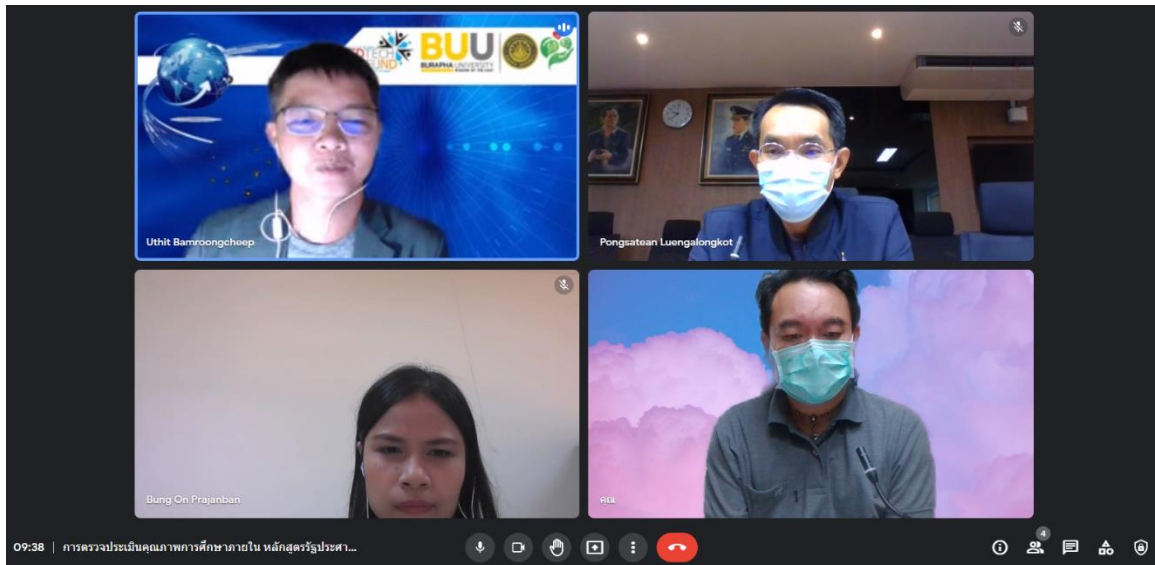 BUU
BURAPHA UNIVERSITY
Uthit Bamroongcheep
Pongsatean Luengalongkot
Bung On Prajanban
คุณ
4
09:38 | การตรวจประเมินคุณภาพการศึกษาภายใน หลักสูตรรัฐประศา...